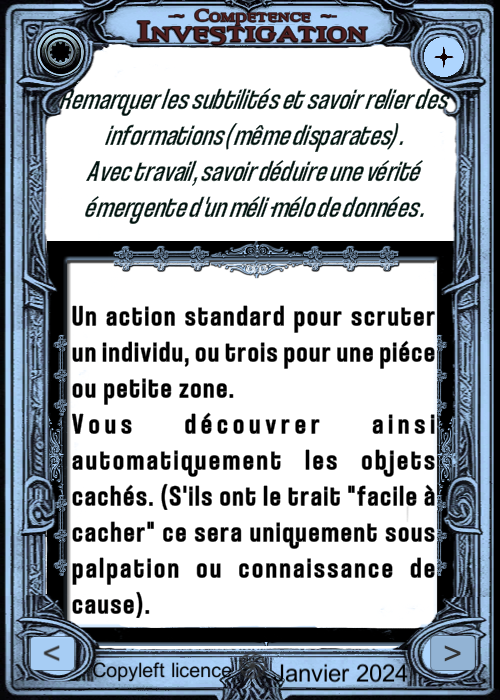 ~ Competence ~
Investigation
Remarquer les subtilités et savoir relier des
informations (même disparates).
Avec travail, savoir déduire une vérité
émergente d'un méli-mélo de données.
Un action standard pour scruter
un individu, ou trois pour une piéce
ou petite zone.
Vous découvrer ainsi
automatiquement les objets
cachés. (S'ils ont le trait "facile à
cacher" ce sera uniquement sous
palpation ou connaissance de
cause).
< >
Copyleft licence Janvier 2024